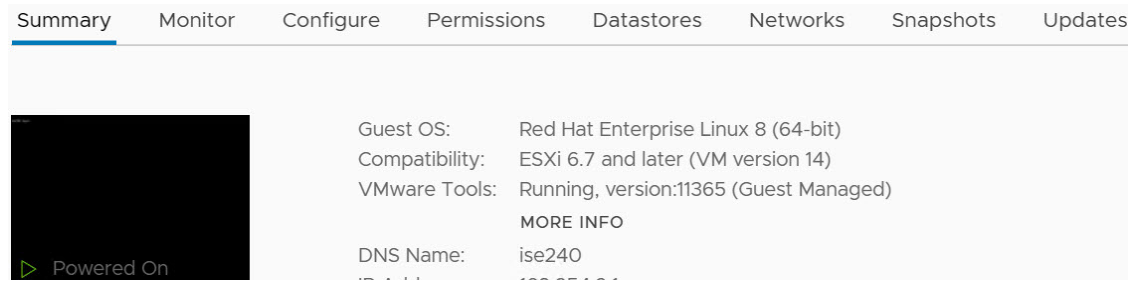 Summary Monitor Configure Permissions Datastores Networks Snapshots Updates
Guest OS: Red Hat Enterprise Linux 8 (64-bit)
Compatibility: ESXi 6.7 and later (VM version 14)
VMware Tools: Running, version:11365 (Guest Managed)
MORE INFO
DNS Name: ise240
Powered On